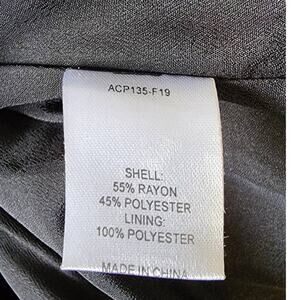 ACP135-F19
SHELL:
55% RAYON
45% POLYESTER
LINING:
100% POLYESTER
MADE IN CHINA